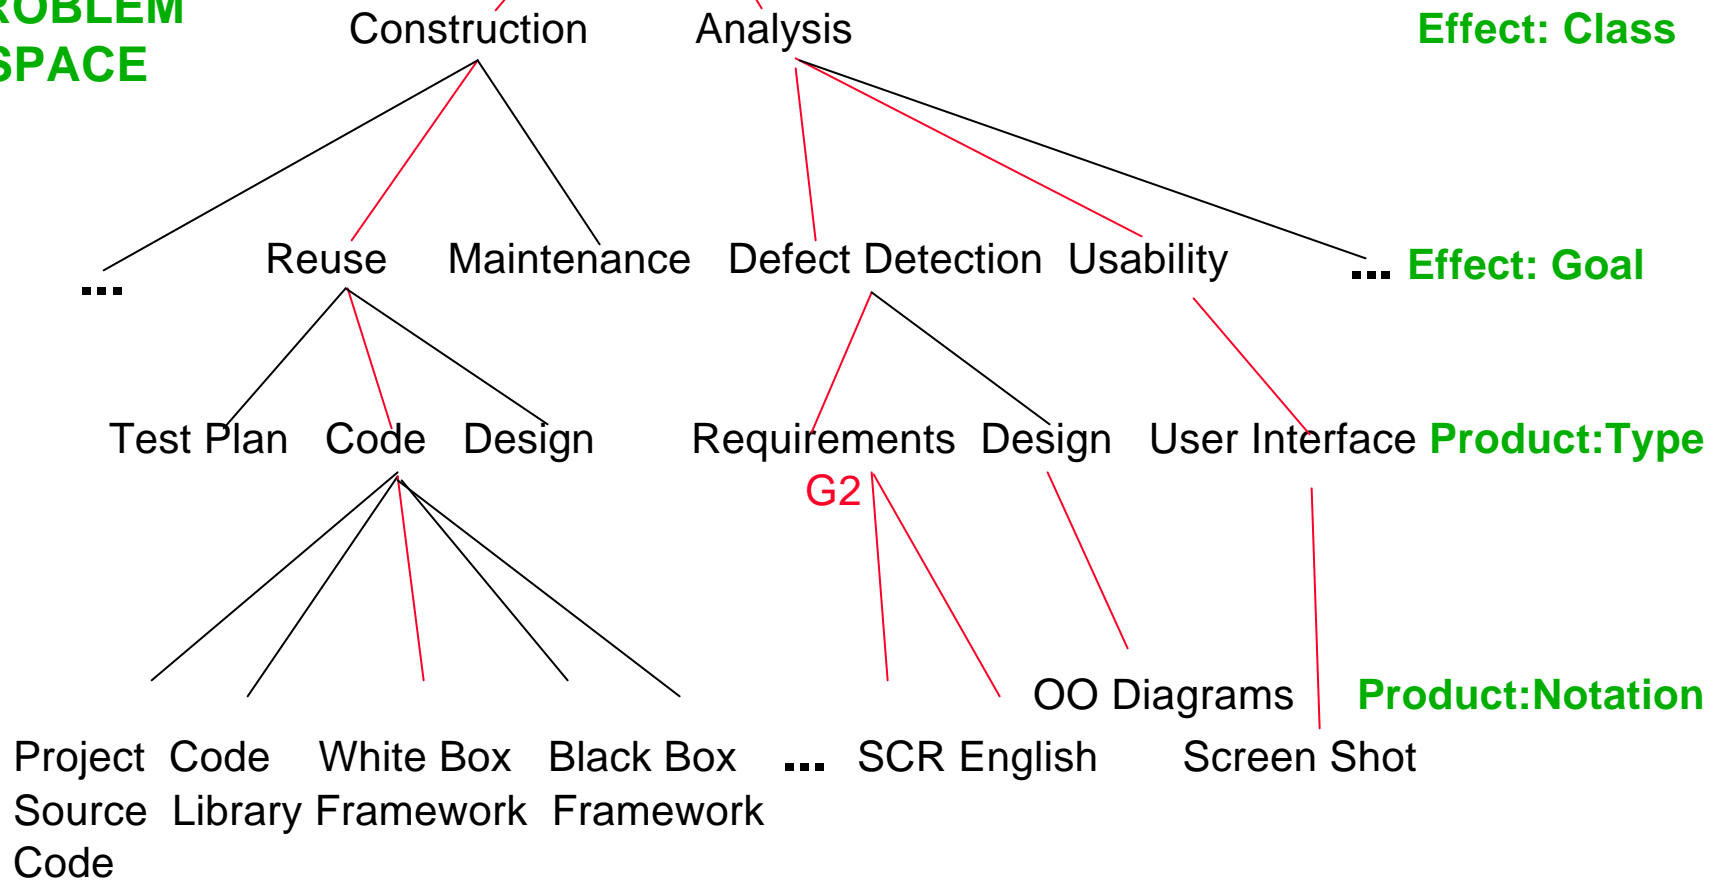 ROBLEM
SPACE
Construction Analysis Effect: Class
... Reuse Maintenance Defect Detection Usability ... Effect: Goal
Test Plan Code Design Requirements Design User Interface Product:Type
G2
OO Diagrams Product:Notation
Project Code White Box Black Box ... SCR English Screen Shot
Source Library Framework Framework
Code